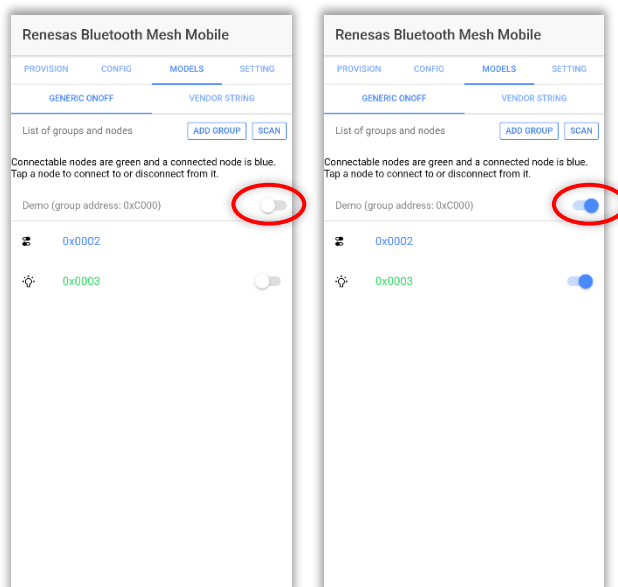 Renesas Bluetooth Mesh Mobile
PROVISION CONFIG MODELS SETTING
GENERIC ONOFF VENDOR STRING
List of groups and nodes ADD GROUP SCAN
Connectable nodes are green and a connected node is blue.
Tap a node to connect to or disconnect from it.
Demo (group address: 0xC000)
0x0002
0x0003
Renesas Bluetooth Mesh Mobile
PROVISION CONFIG MODELS SETTING
GENERIC ONOFF VENDOR STRING
List of groups and nodes ADD GROUP SCAN
Connectable nodes are green and a connected node is blue.
Tap a node to connect to or disconnect from it.
Demo (group address: 0xC000)
0x0002
0x0003